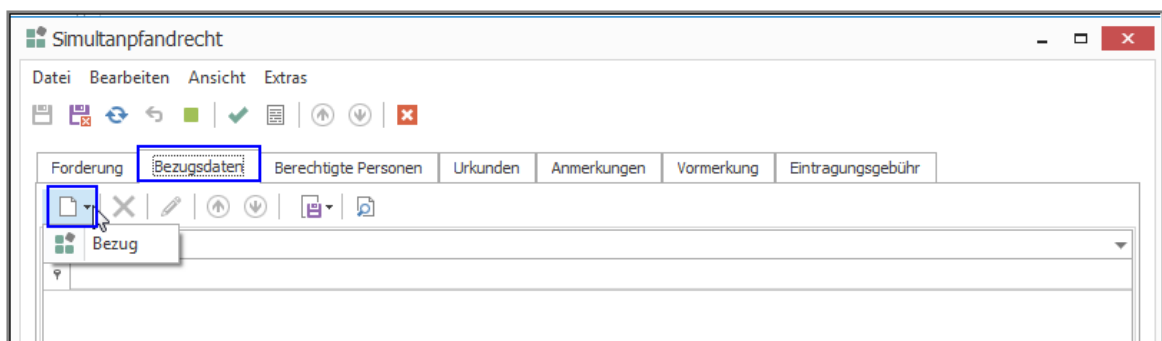 Simultanpfandrecht
Datei Bearbeiten Ansicht Extras
Forderung Bezugsdaten Berechtigte Personen Urkunden Anmerkungen Vormerkung Eintragungsgebühr
Bezug